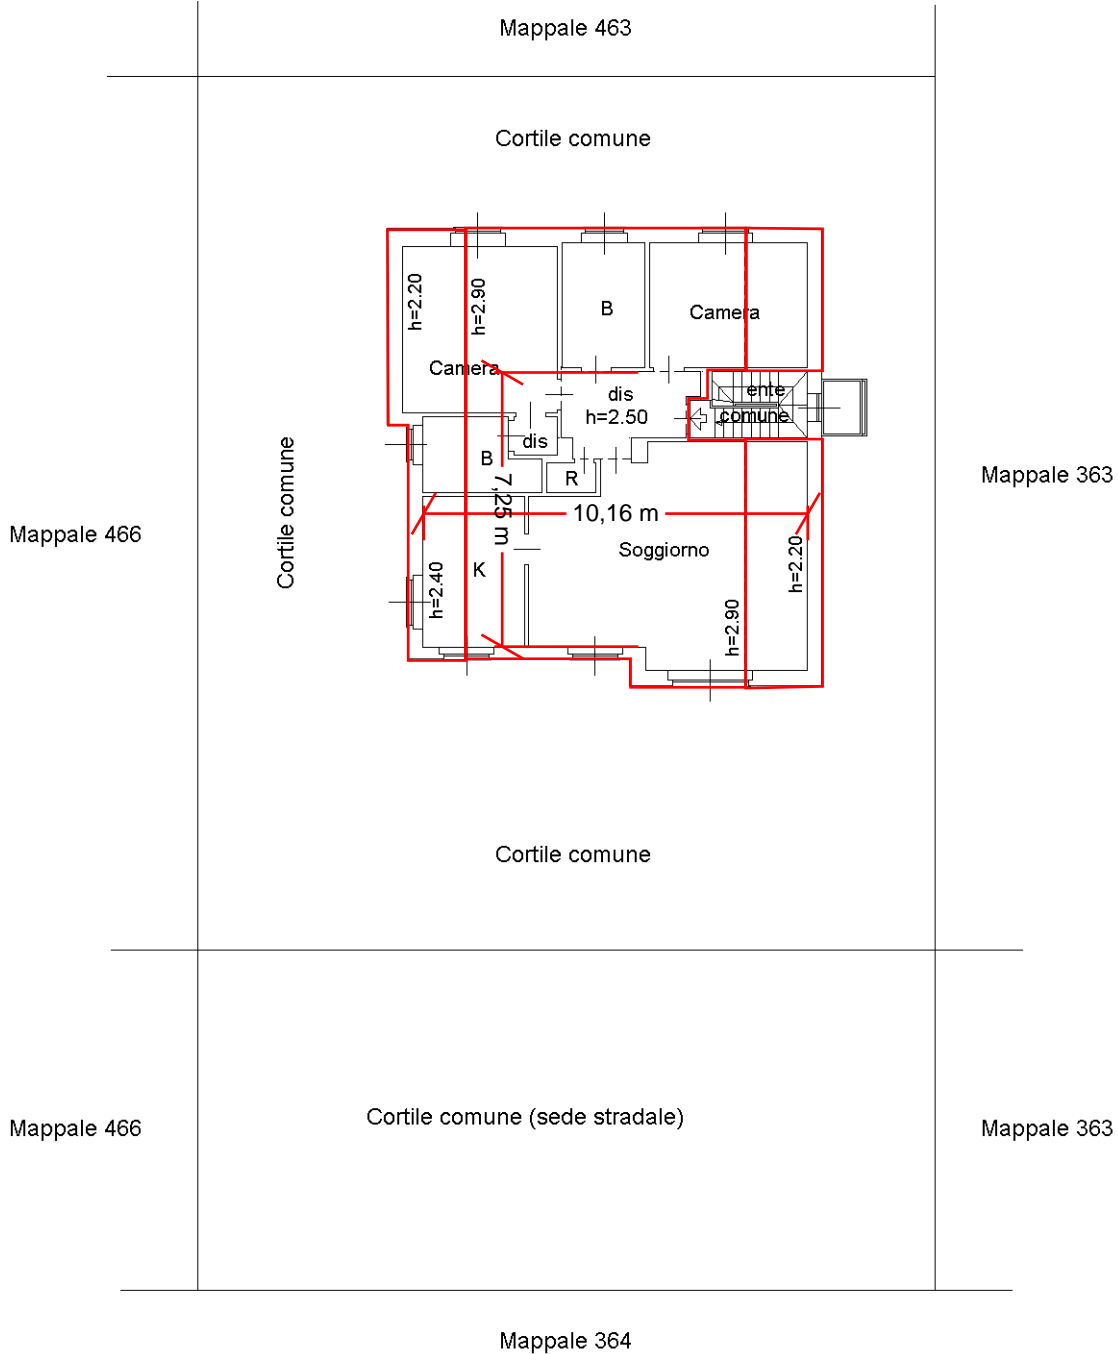 Mappale 463
Cortile comune
h=2.20
h=2.90
B
Camera
Camera
dis
h=2.50
ente
comune
dis
B
R
Mappale 363
Cortile comune
Mappale 466
7,25 m
10,16 m
Soggiorno
K
h=2.40
h=2.20
h=2.90
Cortile comune
Cortile comune (sede stradale)
Mappale 466
Mappale 363
Mappale 364